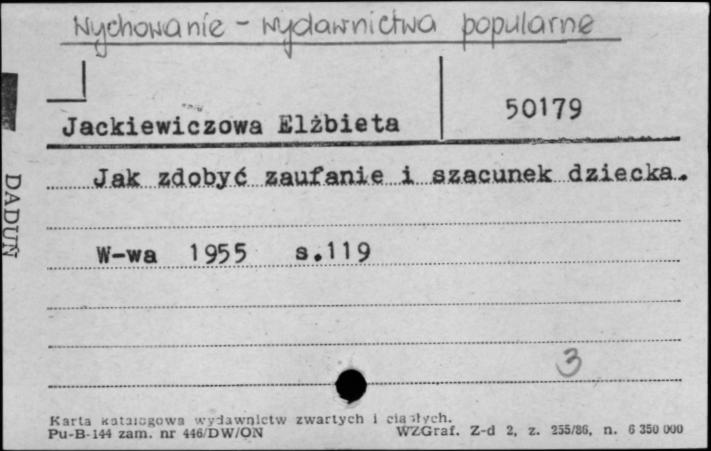 Wychowanie - wydawnictwa popularne
50179
Jackiewiczowa Elżbieta
Jak zdobyć zaufanie i szacunek dziecka.
DADUŃ
W-wa 1955 s.119
3
Karta katalogowa wydawnictw zwartych i ciągłych.
Pu-B-144 zam. nr 446/DW/ON WZGraf. Z-d 2, z. 255/86, n. 6 350 000